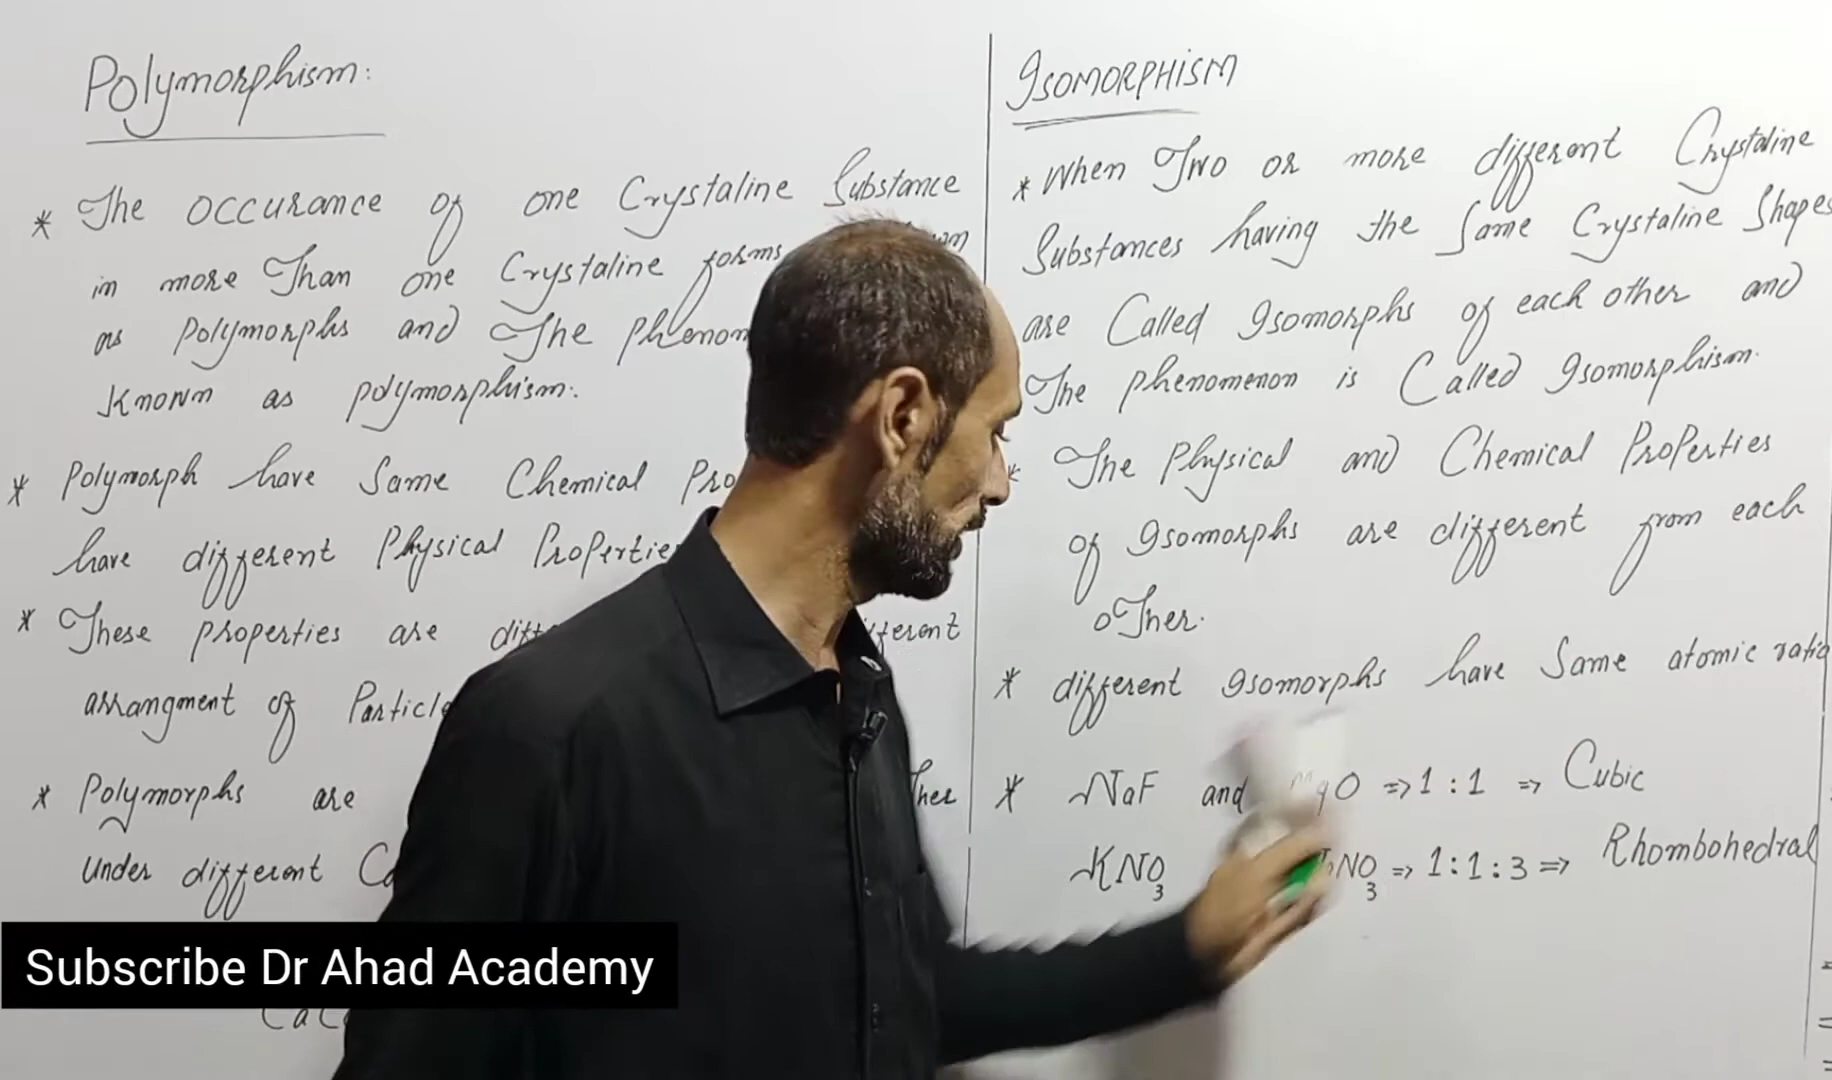 Polymorphism:
* The occurance of one Crystaline Substance
in more Than one Crystaline forms
as polymorphs and The
Known as polymorphism.
* Polymorph have Same Chemical
have different Physical
* These properties are
arrangment of
* Polymorphs are
Under different
ISOMORPHISM
* When Two or more different Crystaline
Substances having the Same Crystaline Shapes
are Called Isomorphs of each other and
The phenomenon is Called Isomorphism.
* The Physical and Chemical Properties
of Isomorphs are different from each
oTher.
* different Isomorphs have Same atomic ratio
* NaF and MgO => 1 : 1 => Cubic
KNO3 NO3 => 1 : 1 : 3 => Rhombohedral
Subscribe Dr Ahad Academy